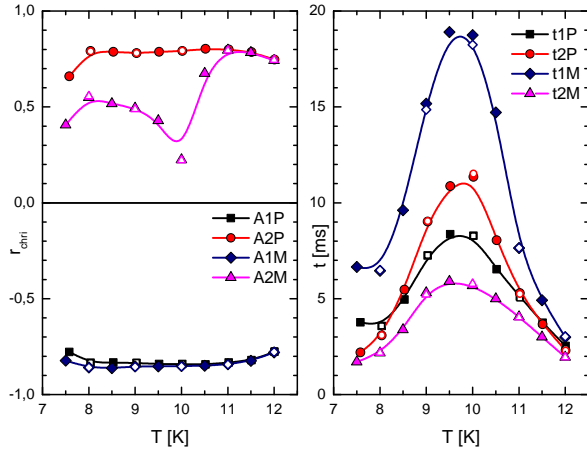 1,0
0,5
0,0
-0,5
-1,0
r_chri
A1P
A2P
A1M
A2M
7 8 9 10 11 12
T [K]
20
15
10
5
0
t [ms]
t1P
t2P
t1M
t2M
7 8 9 10 11 12
T [K]